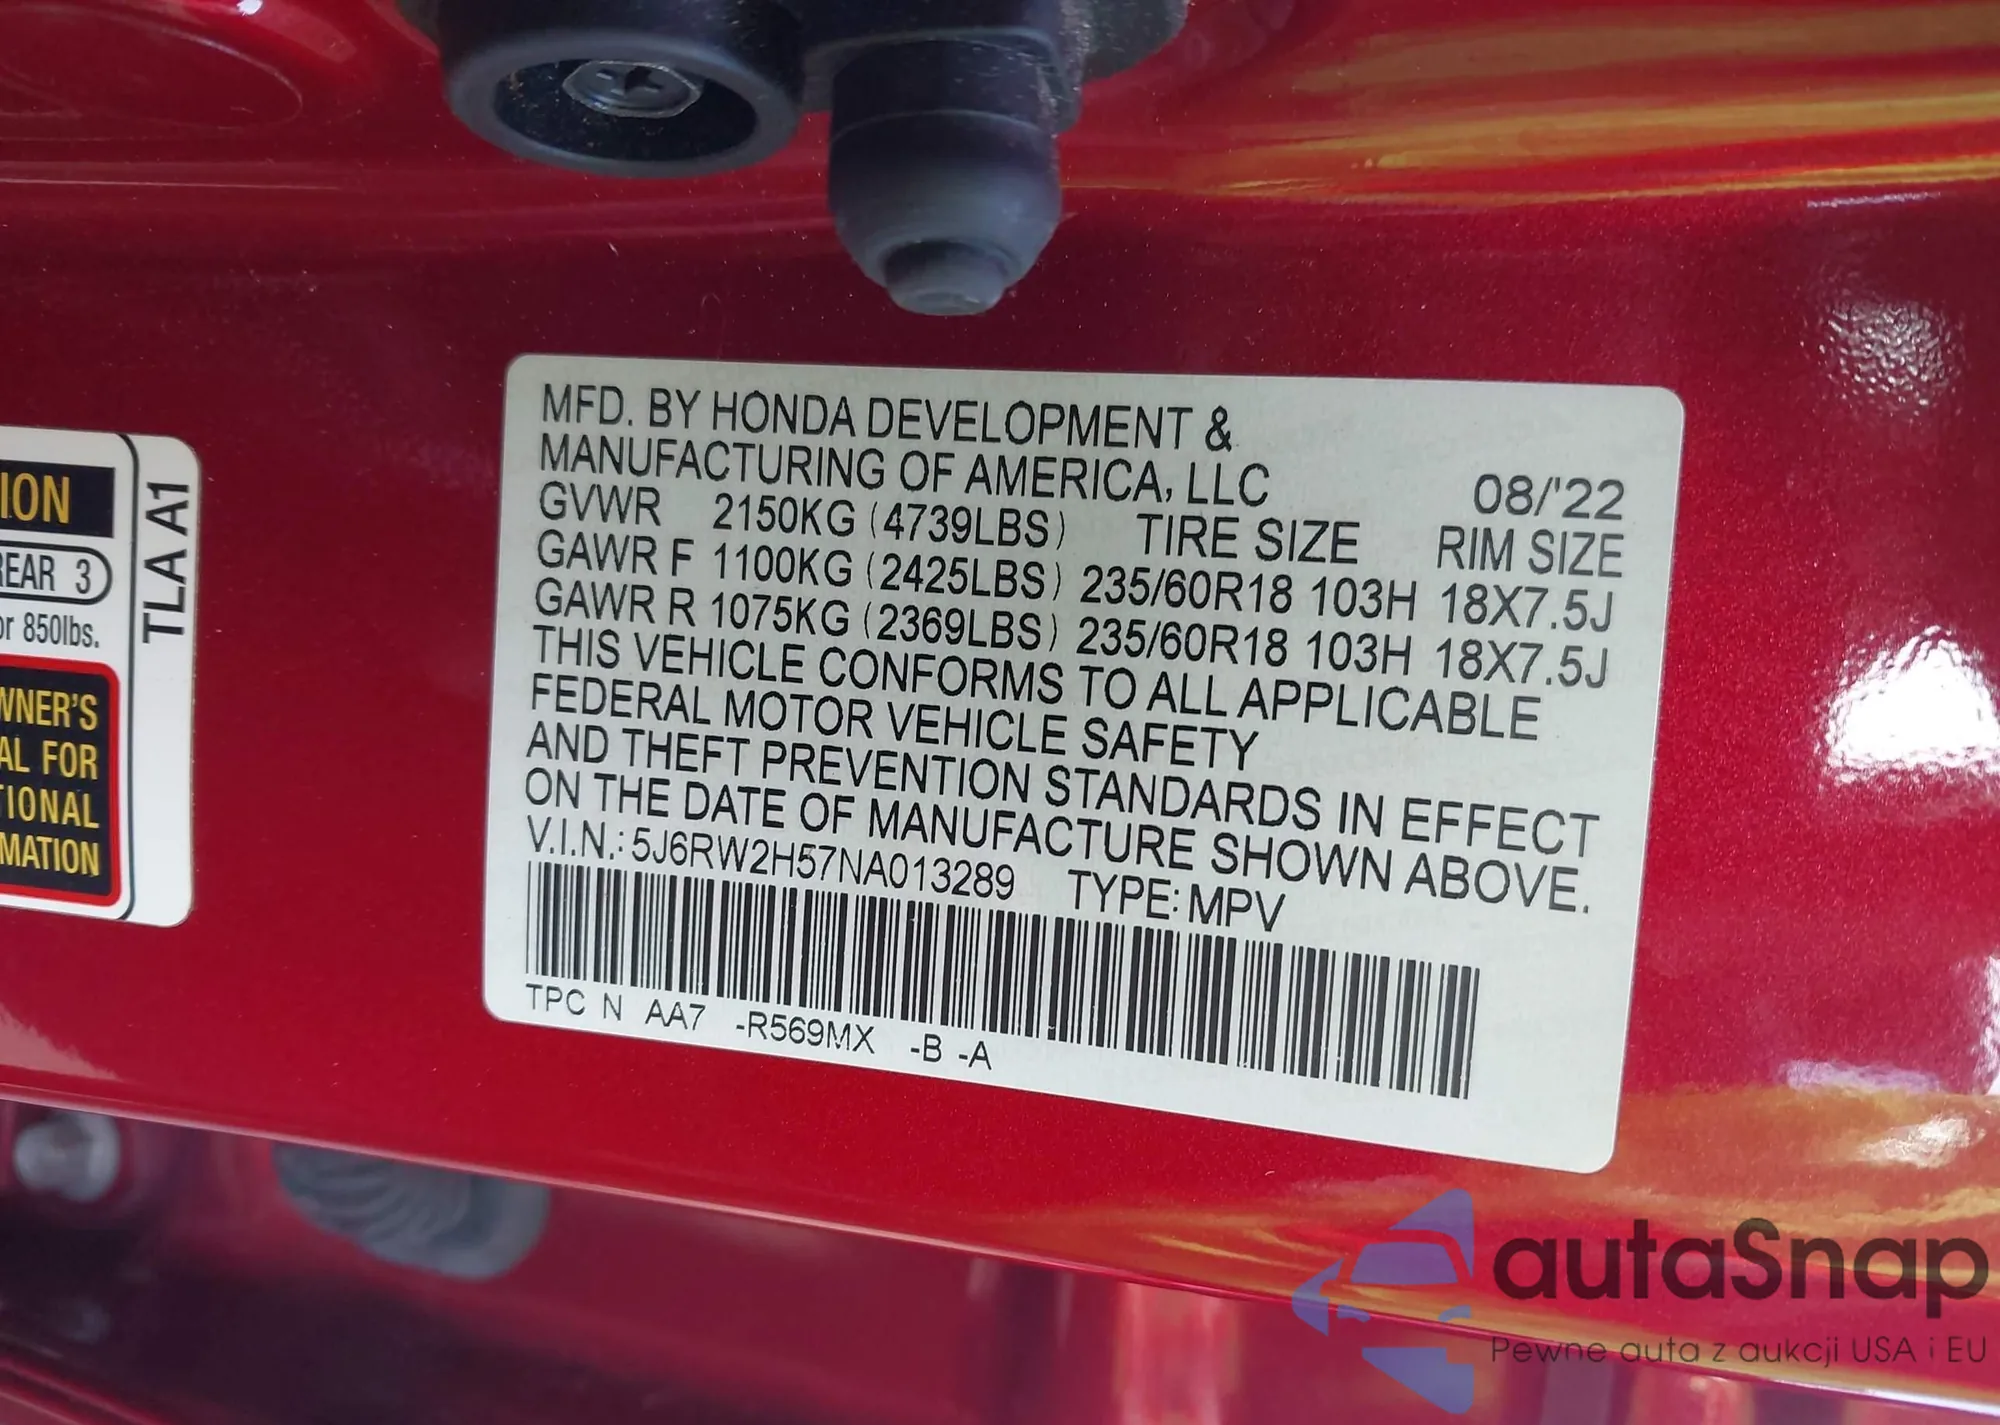 MFD. BY HONDA DEVELOPMENT &
MANUFACTURING OF AMERICA, LLC 08/'22
GVWR 2150KG (4739LBS) TIRE SIZE RIM SIZE
GAWR F 1100KG (2425LBS) 235/60R18 103H 18X7.5J
GAWR R 1075KG (2369LBS) 235/60R18 103H 18X7.5J
THIS VEHICLE CONFORMS TO ALL APPLICABLE
FEDERAL MOTOR VEHICLE SAFETY
AND THEFT PREVENTION STANDARDS IN EFFECT
ON THE DATE OF MANUFACTURE SHOWN ABOVE.
V.I.N.: 5J6RW2H57NA013289 TYPE: MPV
TPC N AA7 -R569MX -B -A
ION
REAR 3
or 850lbs.
WNER'S
AL FOR
TIONAL
MATION
TLA A1
autaSnap
Pewne auta z aukcji USA i EU